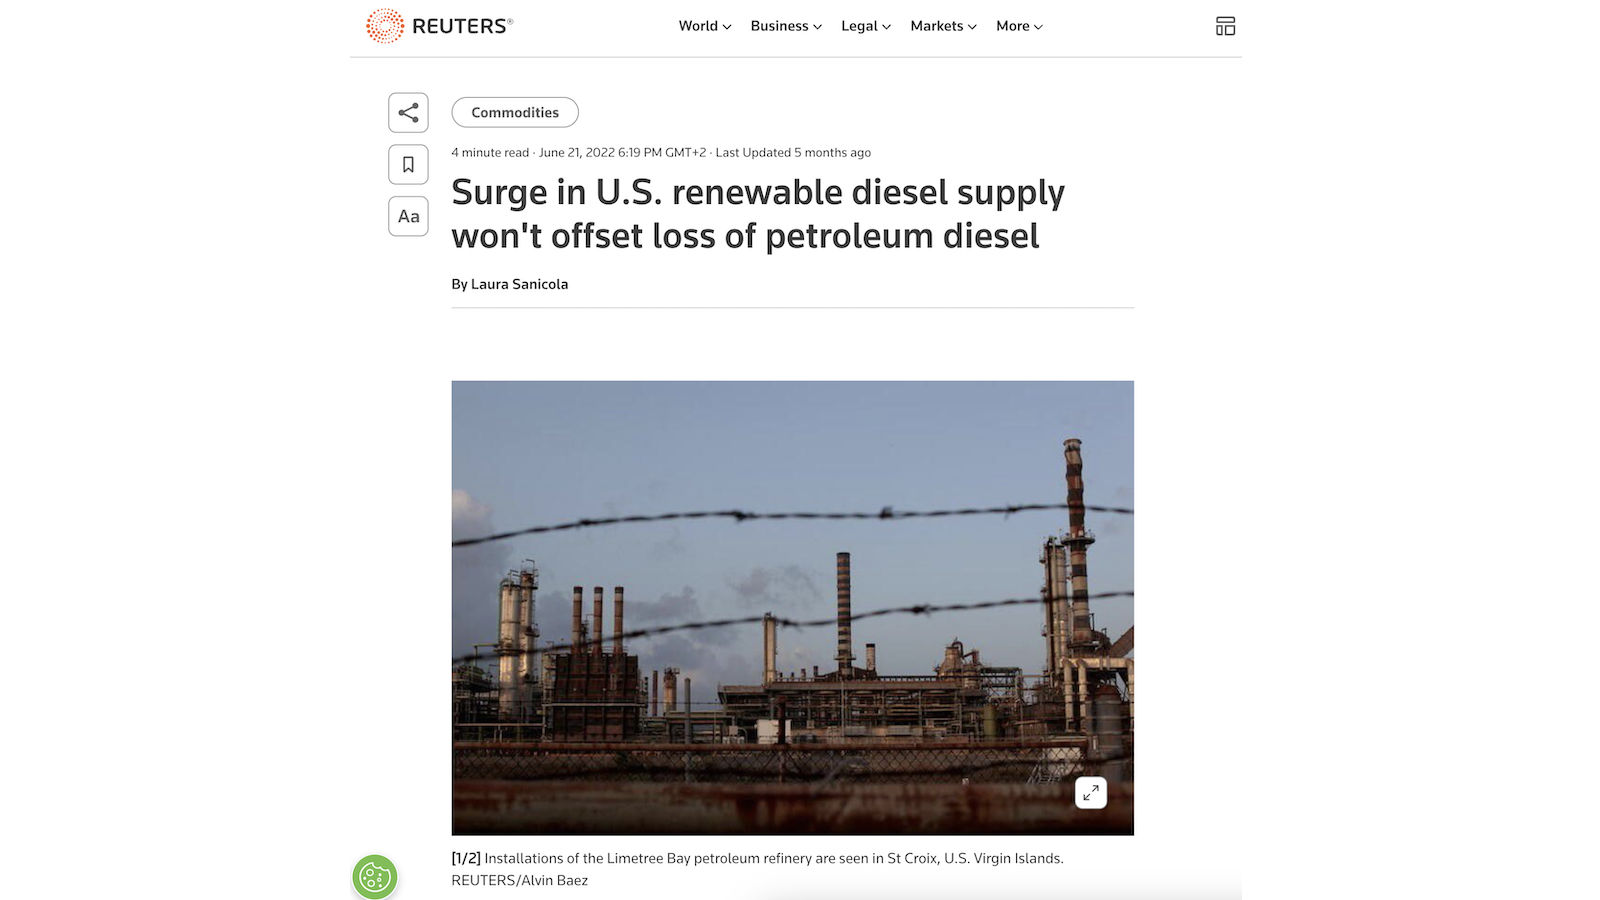 REUTERS®
World Business Legal Markets More
Commodities
4 minute read · June 21, 2022 6:19 PM GMT+2 · Last Updated 5 months ago
Aa
Surge in U.S. renewable diesel supply
won't offset loss of petroleum diesel
By Laura Sanicola
[1/2] Installations of the Limetree Bay petroleum refinery are seen in St Croix, U.S. Virgin Islands.
REUTERS/Alvin Baez